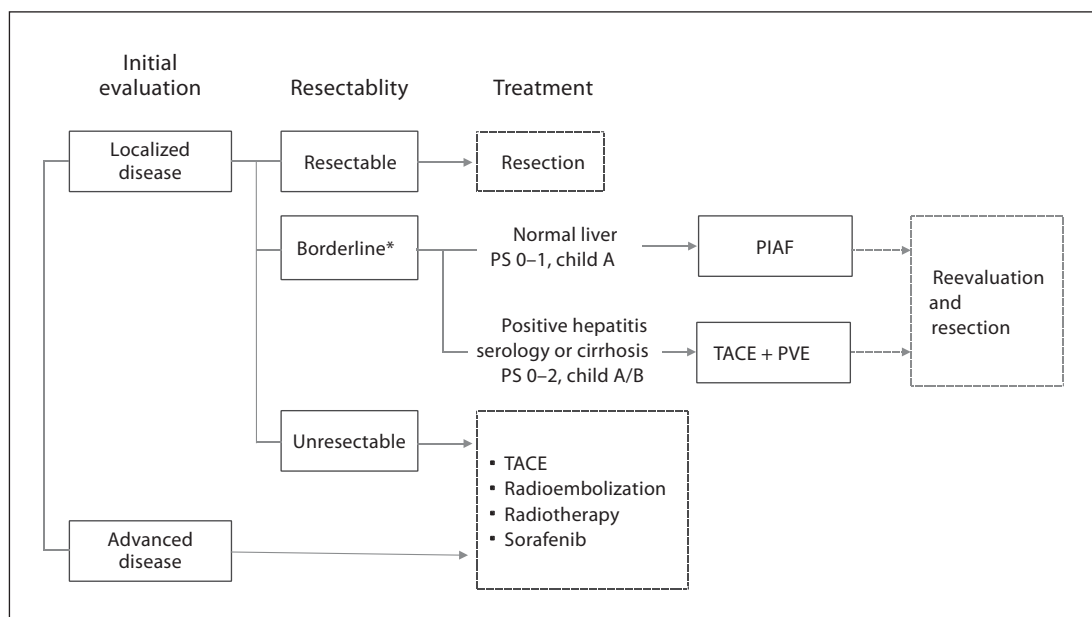 Initial
evaluation
Resectablity
Treatment
Localized
disease
Resectable
Resection
Borderline*
Normal liver
PS 0–1, child A
PIAF
Reevaluation
and
resection
Positive hepatitis
serology or cirrhosis
PS 0–2, child A/B
TACE + PVE
Unresectable
▪ TACE
▪ Radioembolization
▪ Radiotherapy
▪ Sorafenib
Advanced
disease